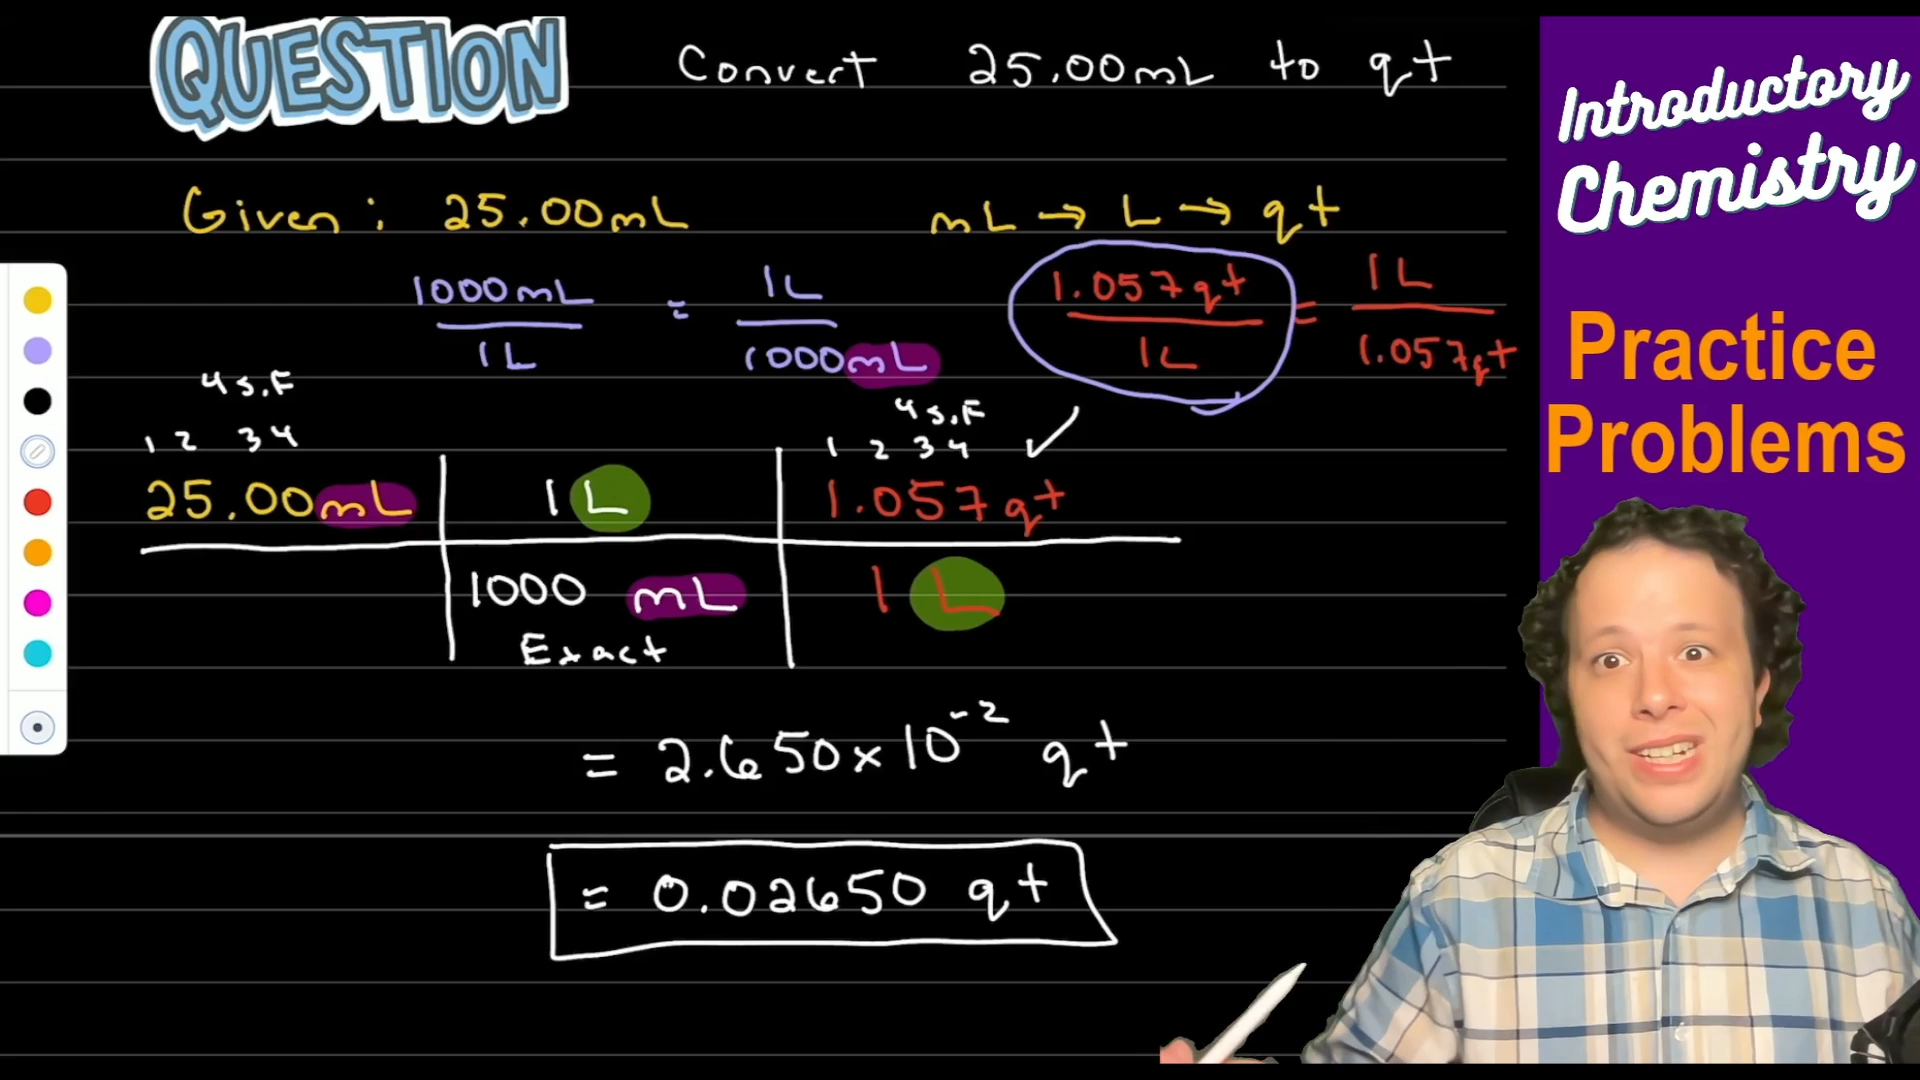 QUESTION Convert 25.00mL to qt
Introductory
Chemistry
Given: 25.00mL mL → L → qt
1000mL / 1L = 1L / 1000mL 1.057qt / 1L = 1L / 1.057qt
Practice
Problems
4 S.F 4 S.F
1 2 3 4 1 2 3 4 ✓
25.00mL 1 L 1.057qt
1000 mL 1 L
Exact
= 2.650×10⁻² qt
= 0.02650 qt